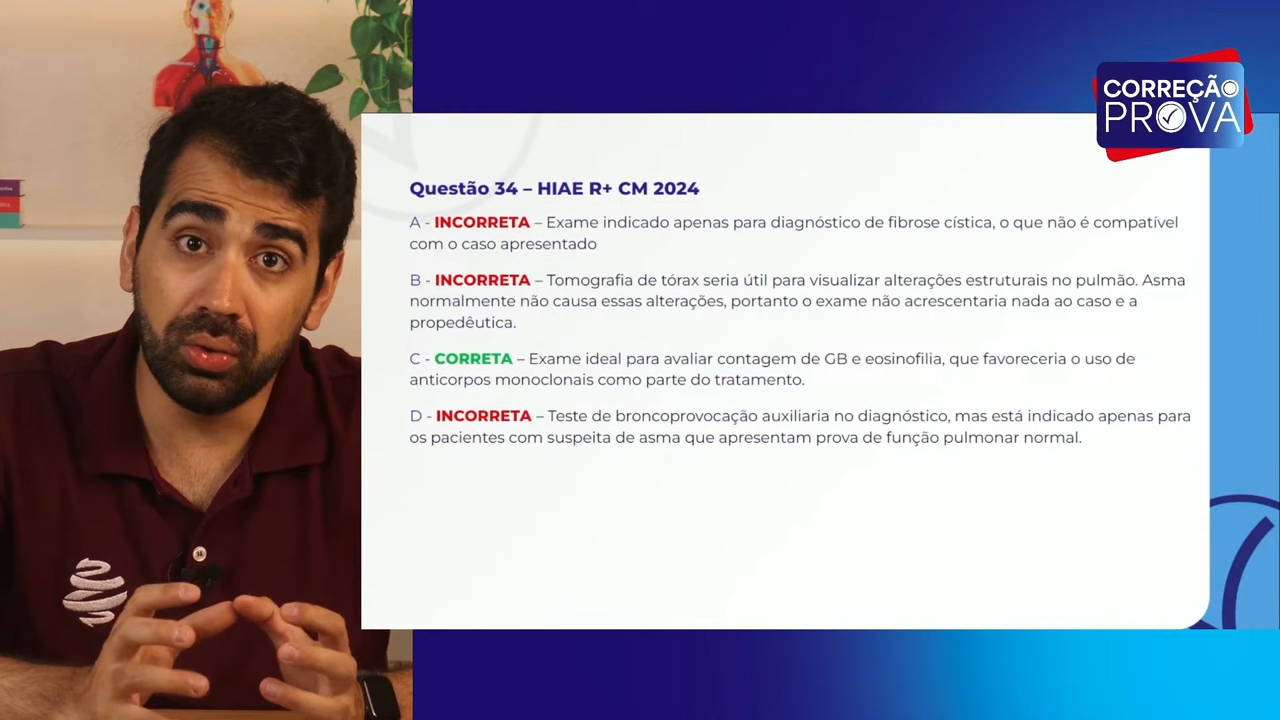 CORREÇÃO
PROVA
Questão 34 – HIAE R+ CM 2024
A - INCORRETA – Exame indicado apenas para diagnóstico de fibrose cística, o que não é compatível
com o caso apresentado
B - INCORRETA – Tomografia de tórax seria útil para visualizar alterações estruturais no pulmão. Asma
normalmente não causa essas alterações, portanto o exame não acrescentaria nada ao caso e a
propedêutica.
C - CORRETA – Exame ideal para avaliar contagem de GB e eosinofilia, que favoreceria o uso de
anticorpos monoclonais como parte do tratamento.
D - INCORRETA – Teste de broncoprovocação auxiliaria no diagnóstico, mas está indicado apenas para
os pacientes com suspeita de asma que apresentam prova de função pulmonar normal.